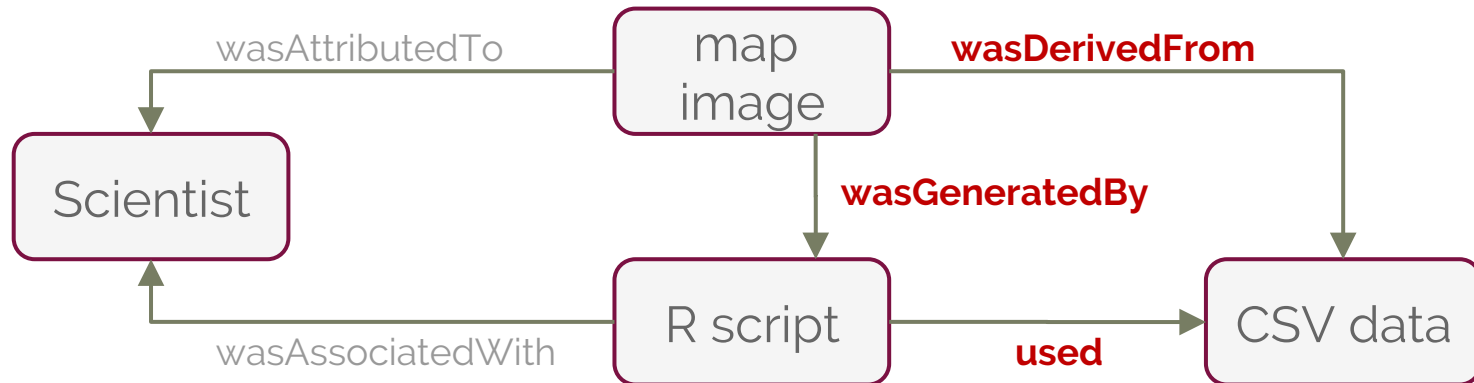 wasAttributedTo
map
image
wasDerivedFrom
Scientist
wasGeneratedBy
R script
CSV data
wasAssociatedWith
used